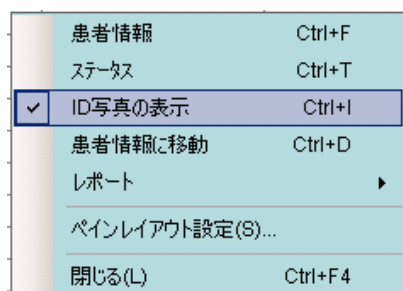 患者情報 Ctrl+F
ステータス Ctrl+T
ID写真の表示 Ctrl+I
患者情報に移動 Ctrl+D
レポート
ペインレイアウト設定(S)...
閉じる(L) Ctrl+F4